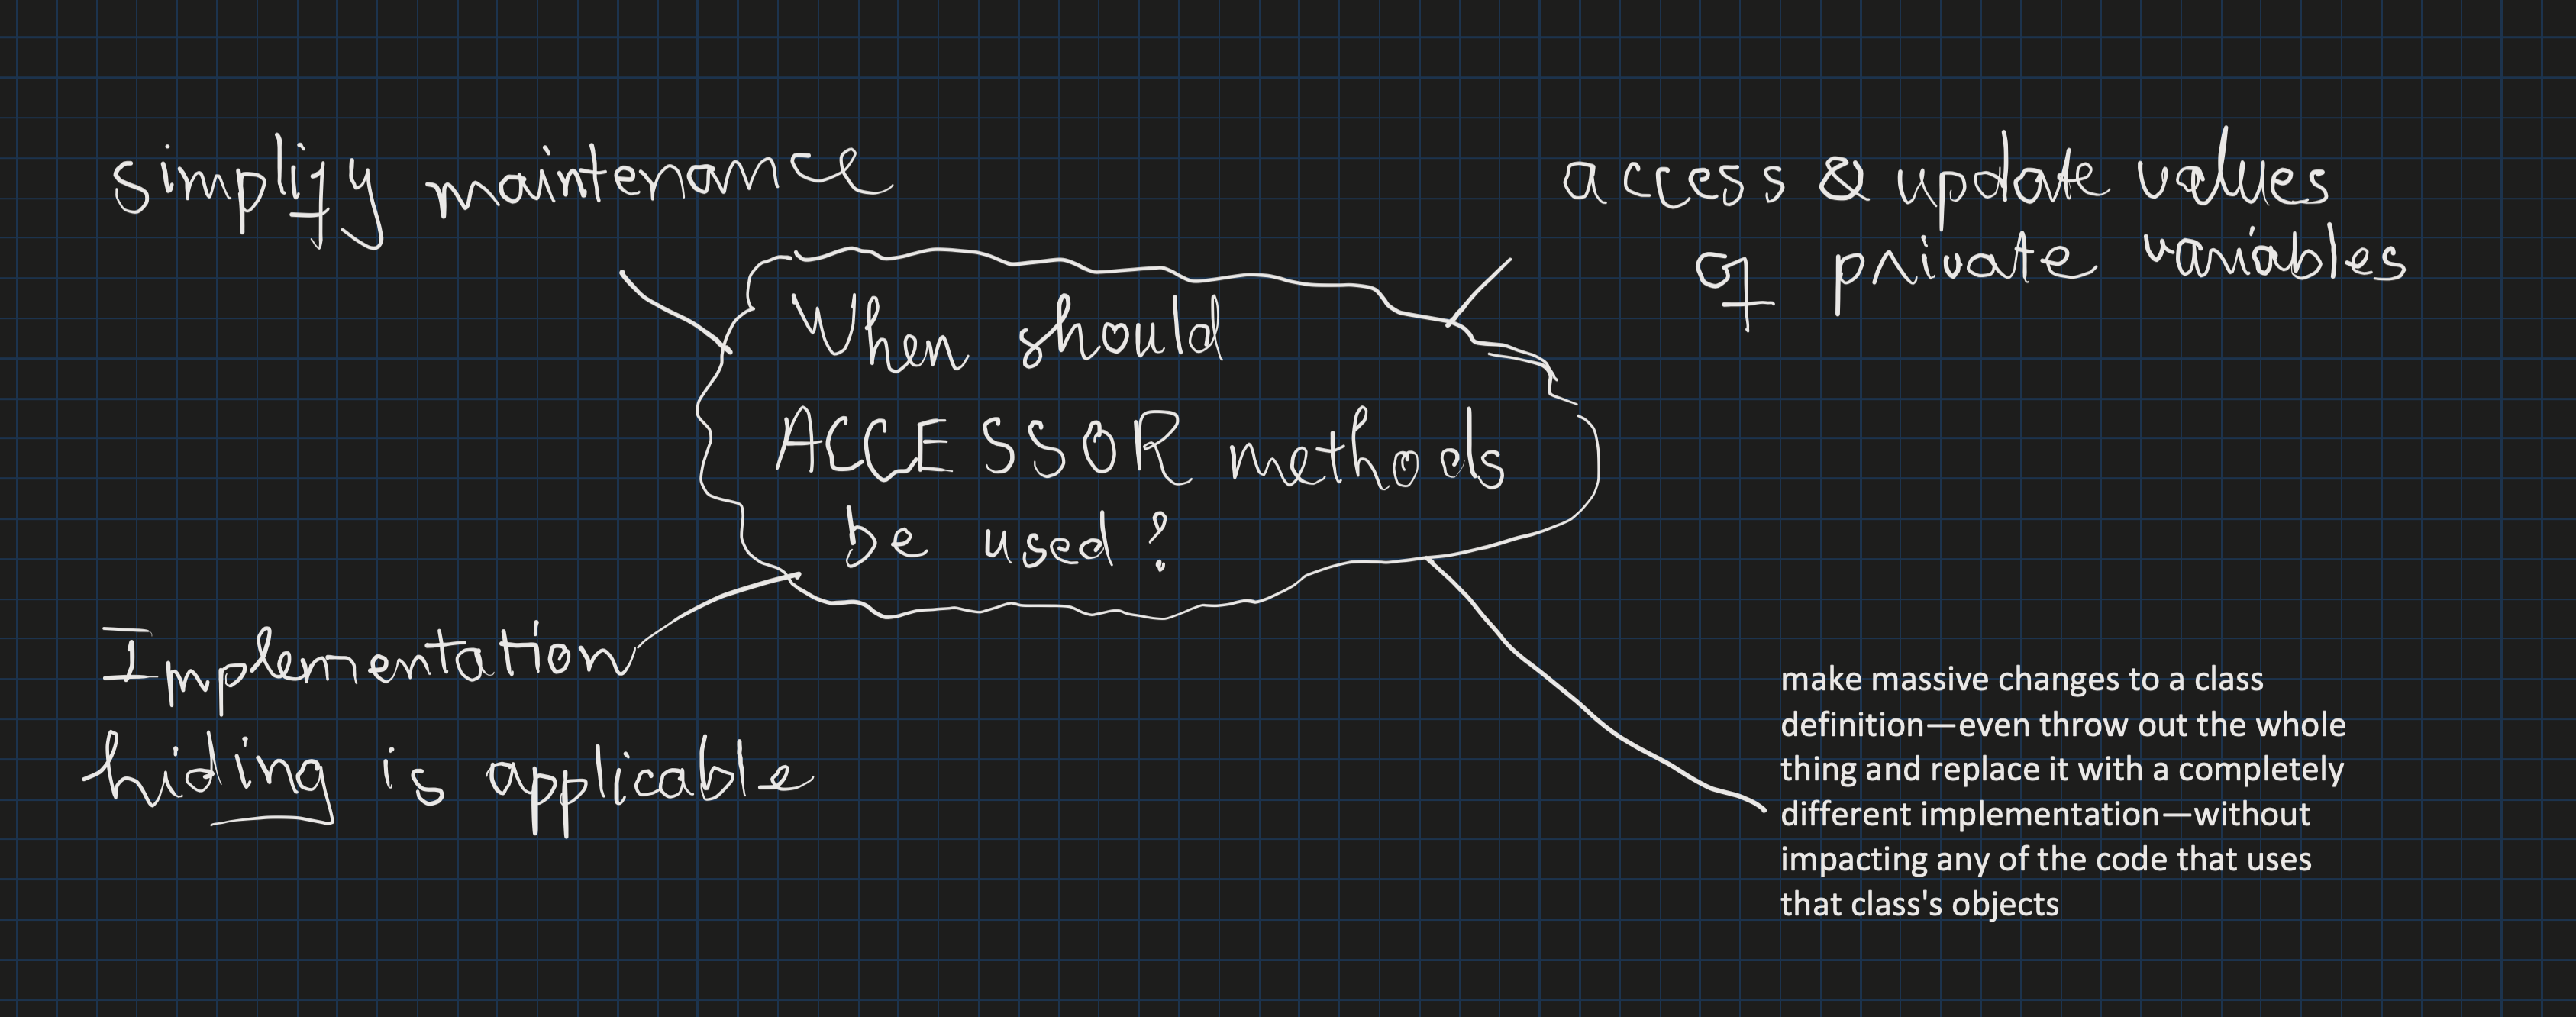 simplify maintenance
access & update values
of private variables
When should
ACCESSOR methods
be used?
Implementation
hiding is applicable
make massive changes to a class
definition—even throw out the whole
thing and replace it with a completely
different implementation—without
impacting any of the code that uses
that class's objects